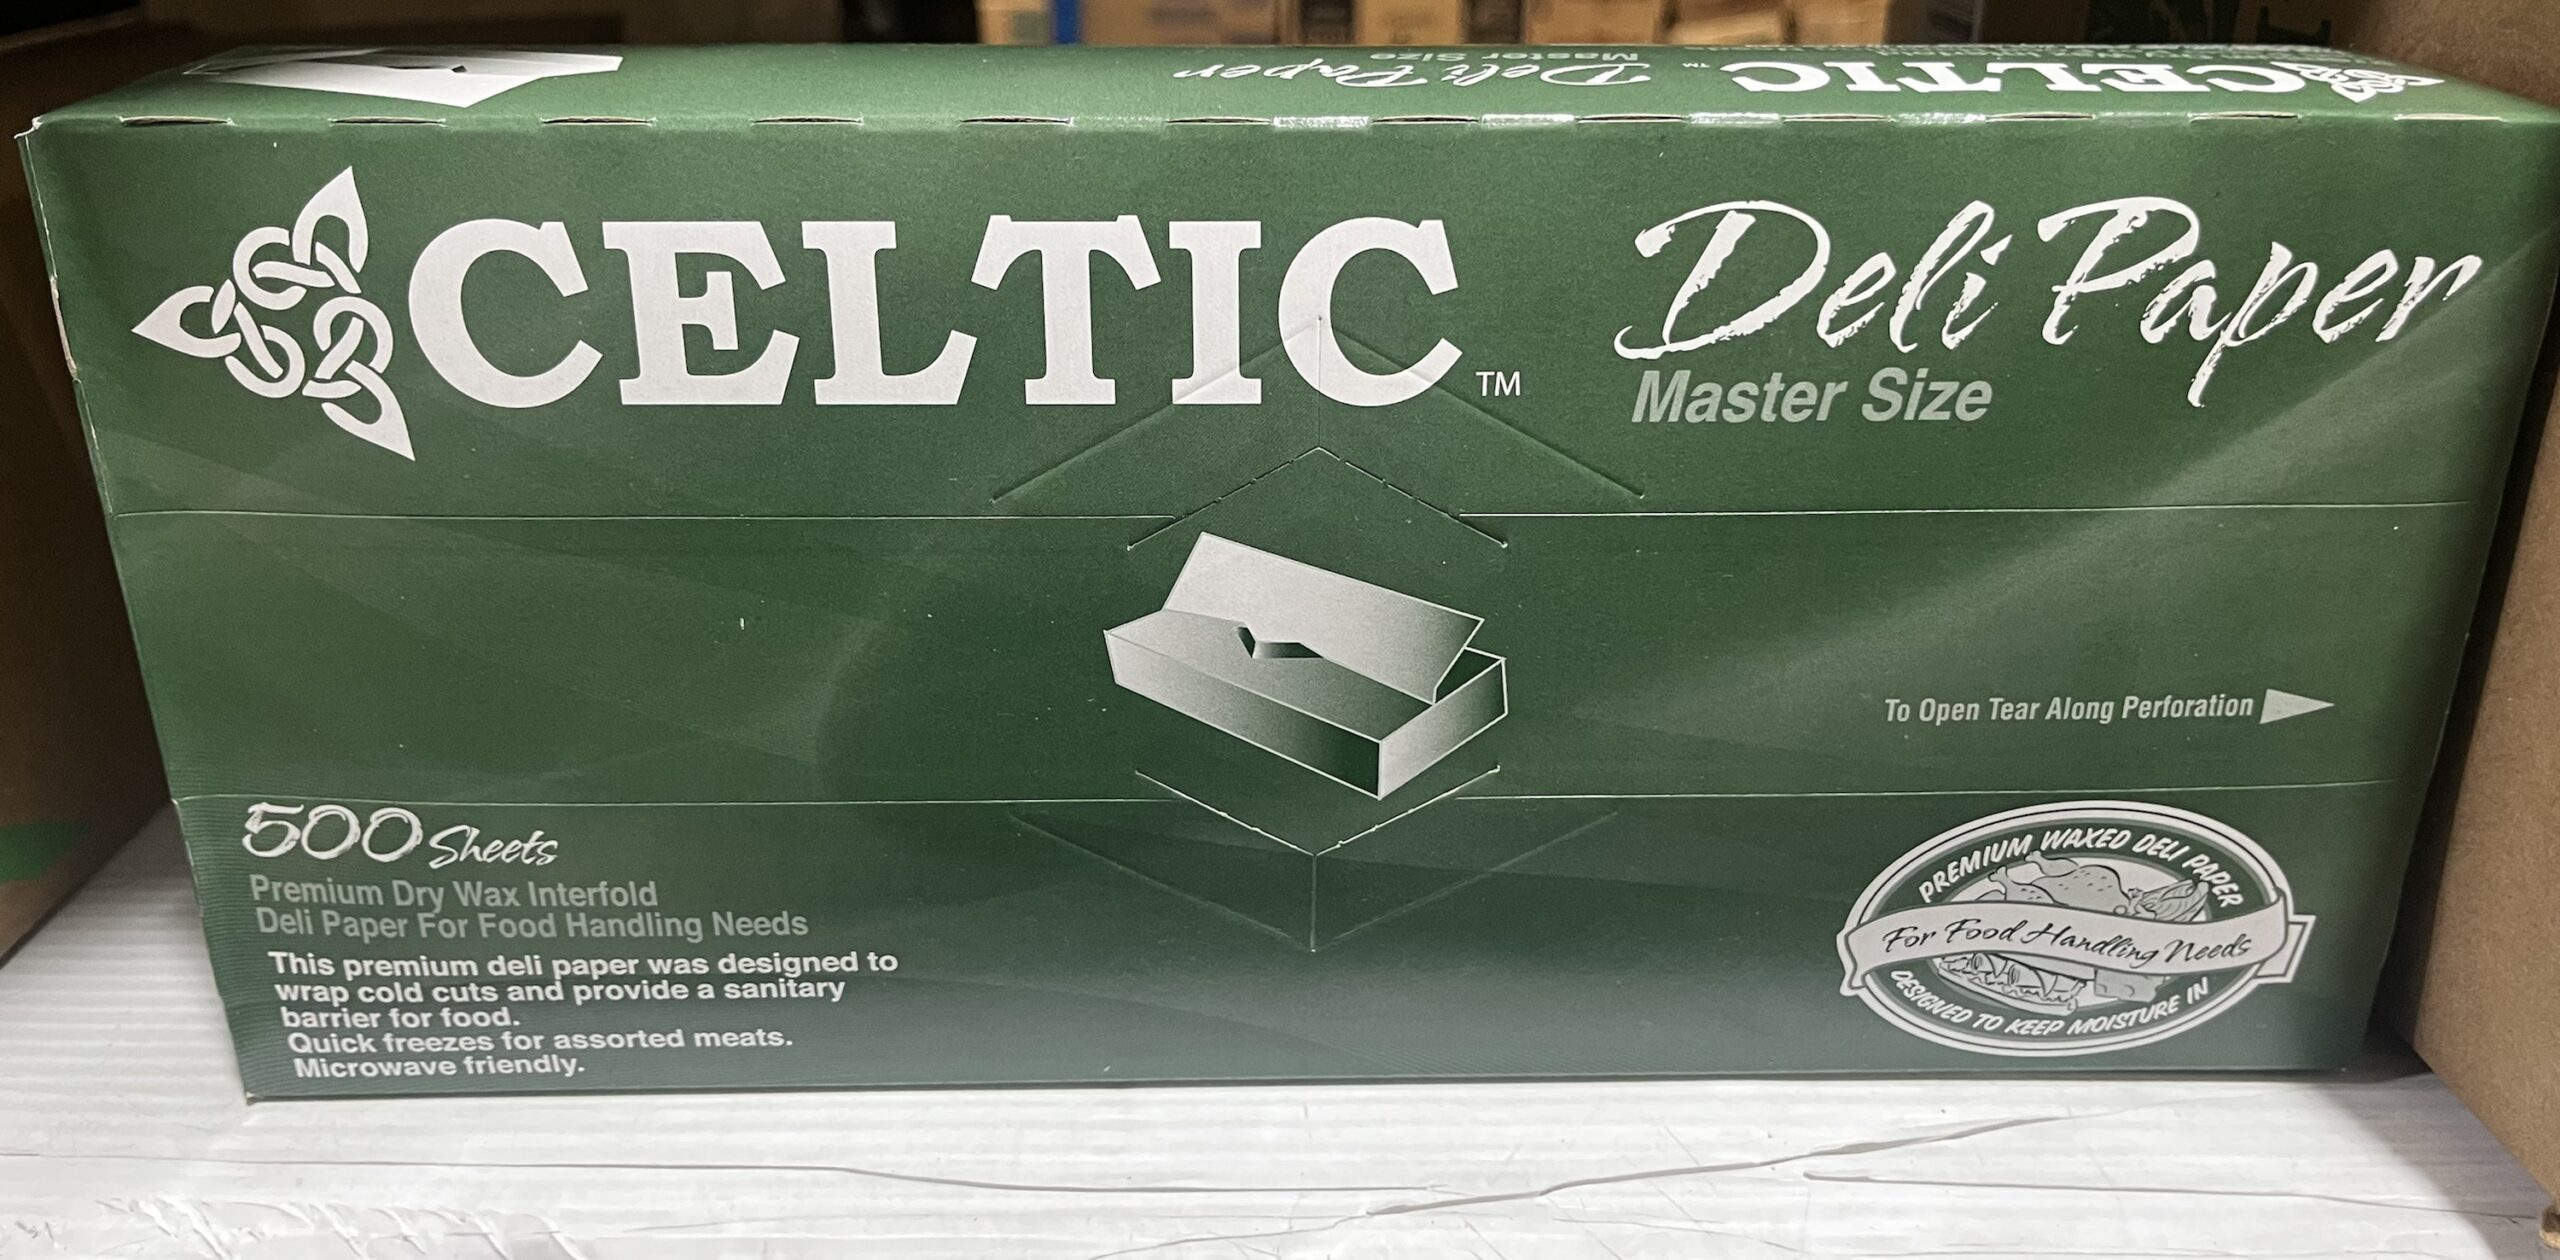 Master Size
Deli Paper
CELTIC
™
CELTIC™
Deli Paper
Master Size
To Open Tear Along Perforation
500 Sheets
Premium Dry Wax Interfold
Deli Paper For Food Handling Needs
This premium deli paper was designed to
wrap cold cuts and provide a sanitary
barrier for food.
Quick freezes for assorted meats.
Microwave friendly.
PREMIUM WAXED DELI PAPER
For Food Handling Needs
DESIGNED TO KEEP MOISTURE IN